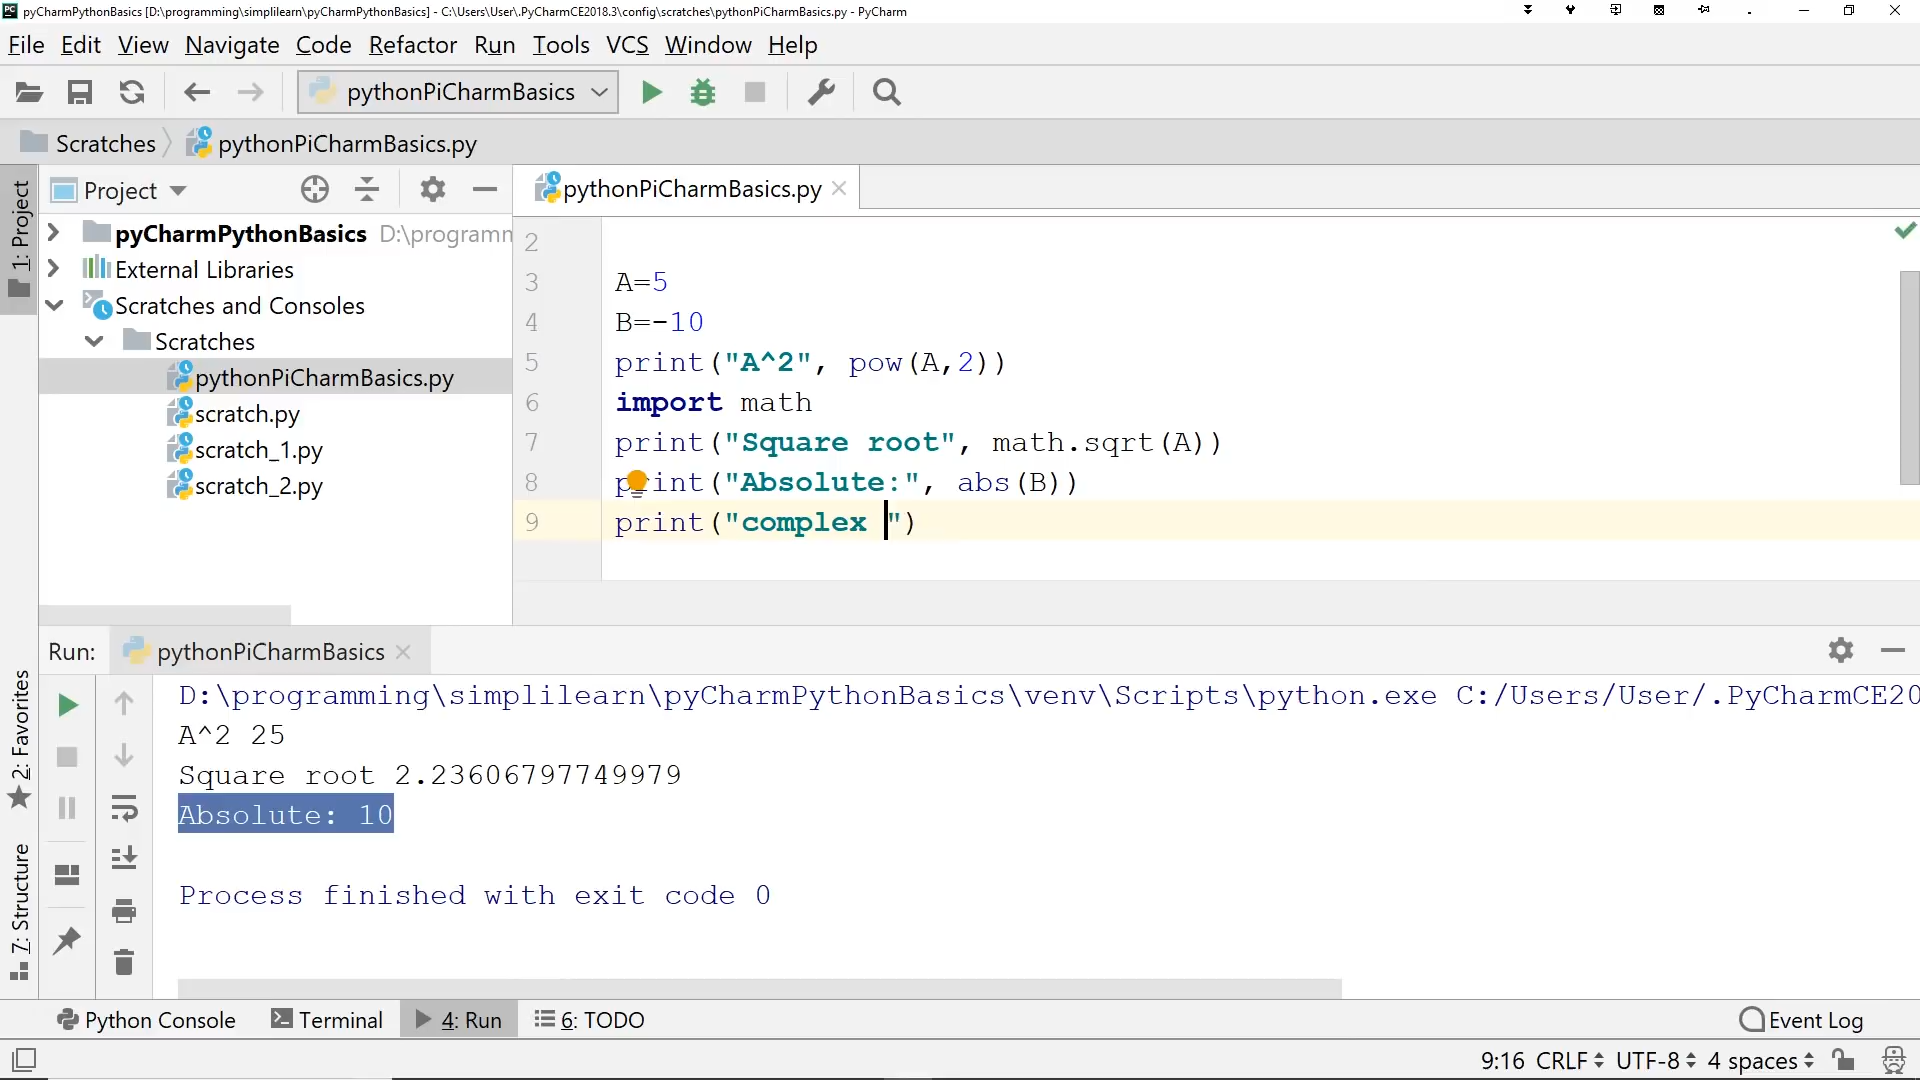 pyCharmPythonBasics [D:\programming\simplilearn\pyCharmPythonBasics] - C:\Users\User\.PyCharmCE2018.3\config\scratches\pythonPiCharmBasics.py - PyCharm
File Edit View Navigate Code Refactor Run Tools VCS Window Help
pythonPiCharmBasics
Scratches pythonPiCharmBasics.py
1: Project
Project
pyCharmPythonBasics D:\programm
External Libraries
Scratches and Consoles
Scratches
pythonPiCharmBasics.py
scratch.py
scratch_1.py
scratch_2.py
pythonPiCharmBasics.py
2
3 A=5
4 B=-10
5 print("A^2", pow(A,2))
6 import math
7 print("Square root", math.sqrt(A))
8 print("Absolute:", abs(B))
9 print("complex ")
Run: pythonPiCharmBasics
2: Favorites
7: Structure
D:\programming\simplilearn\pyCharmPythonBasics\venv\Scripts\python.exe C:/Users/User/.PyCharmCE20
A^2 25
Square root 2.23606797749979
Absolute: 10
Process finished with exit code 0
Python Console Terminal 4: Run 6: TODO Event Log
9:16 CRLF UTF-8 4 spaces